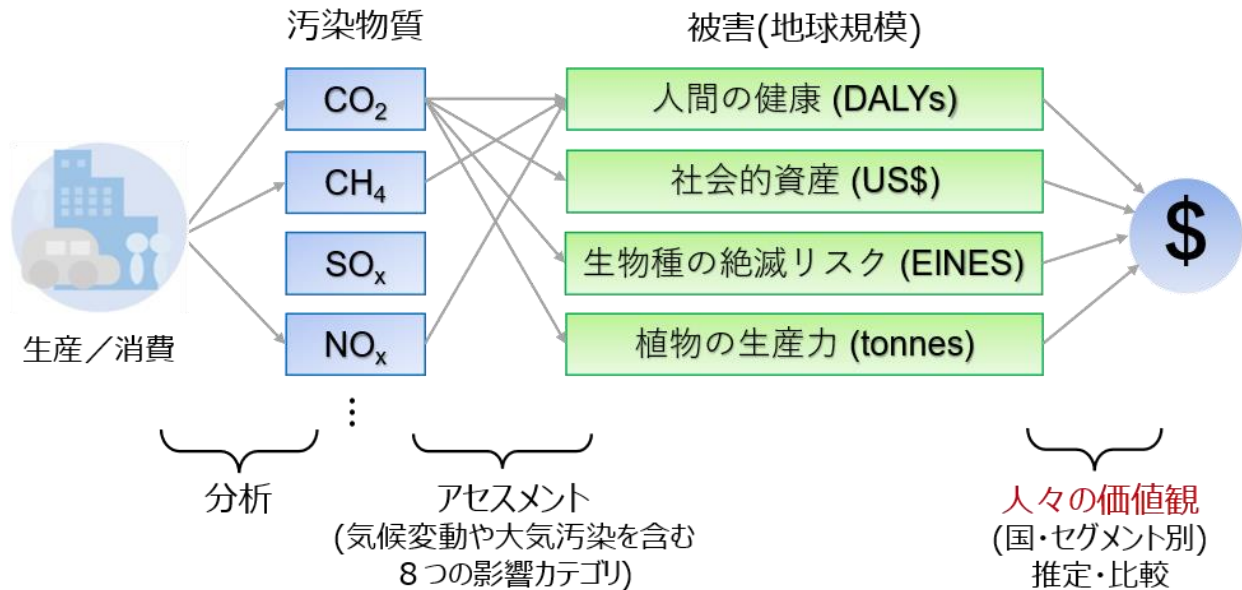 汚染物質
被害(地球規模)
CO₂
CH₄
SOₓ
NOₓ
⋮
人間の健康 (DALYs)
社会的資産 (US$)
生物種の絶滅リスク (EINES)
植物の生産力 (tonnes)
$
生産／消費
分析
アセスメント
(気候変動や大気汚染を含む
８つの影響カテゴリ)
人々の価値観
(国・セグメント別)
推定・比較